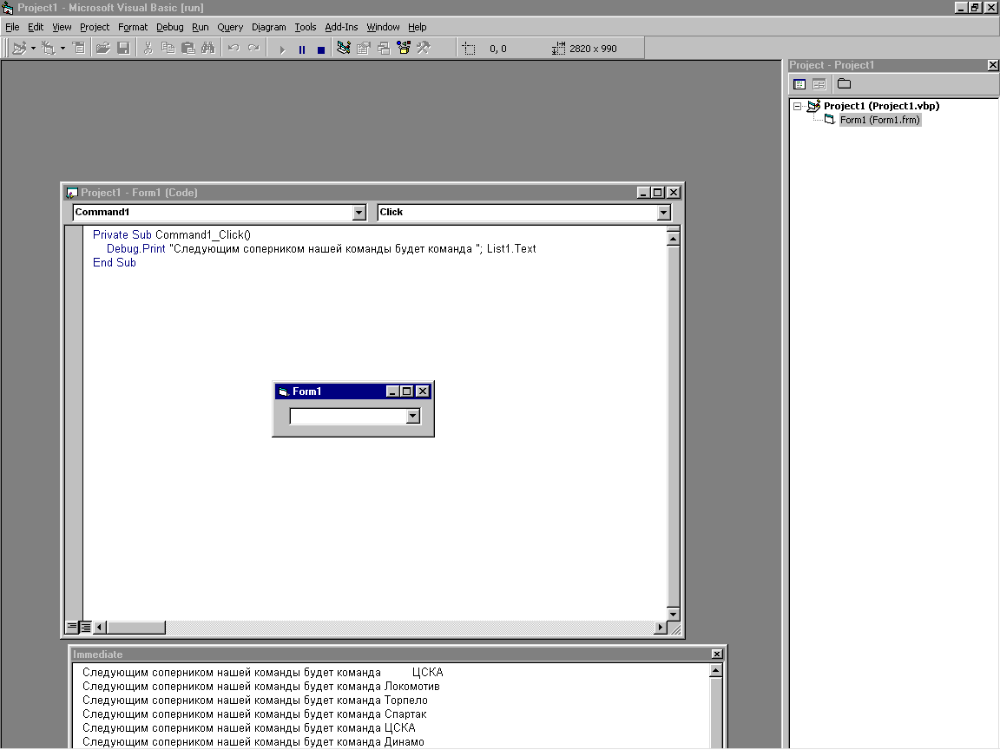 Project1 - Microsoft Visual Basic [run]
File Edit View Project Format Debug Run Query Diagram Tools Add-Ins Window Help
0, 0 2820 x 990
Project - Project1
Project1 (Project1.vbp)
Form1 (Form1.frm)
Project1 - Form1 (Code)
Command1 Click
Private Sub Command1_Click()
Debug.Print "Следующим соперником нашей команды будет команда "; List1.Text
End Sub
Form1
Immediate
Следующим соперником нашей команды будет команда ЦСКА
Следующим соперником нашей команды будет команда Локомотив
Следующим соперником нашей команды будет команда Торпело
Следующим соперником нашей команды будет команда Спартак
Следующим соперником нашей команды будет команда ЦСКА
Следующим соперником нашей команды будет команда Динамо